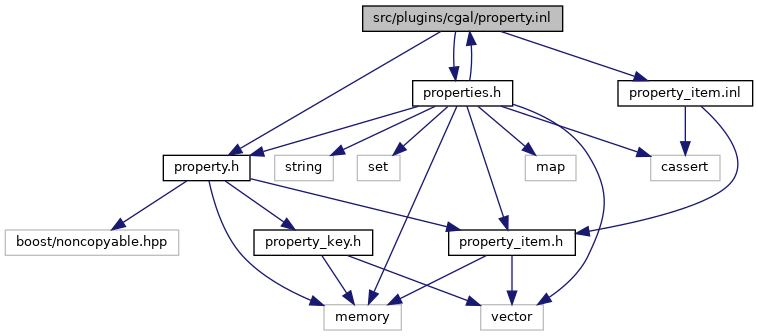 src/plugins/cgal/property.inl
properties.h
property_item.inl
property.h
string
set
map
cassert
boost/noncopyable.hpp
property_key.h
property_item.h
memory
vector